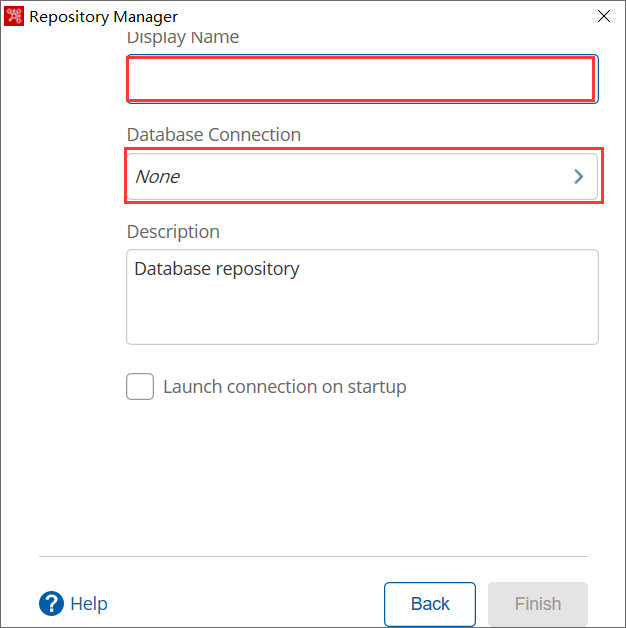 Repository Manager
Display Name
Database Connection
None
Description
Database repository
Launch connection on startup
? Help
Back
Finish